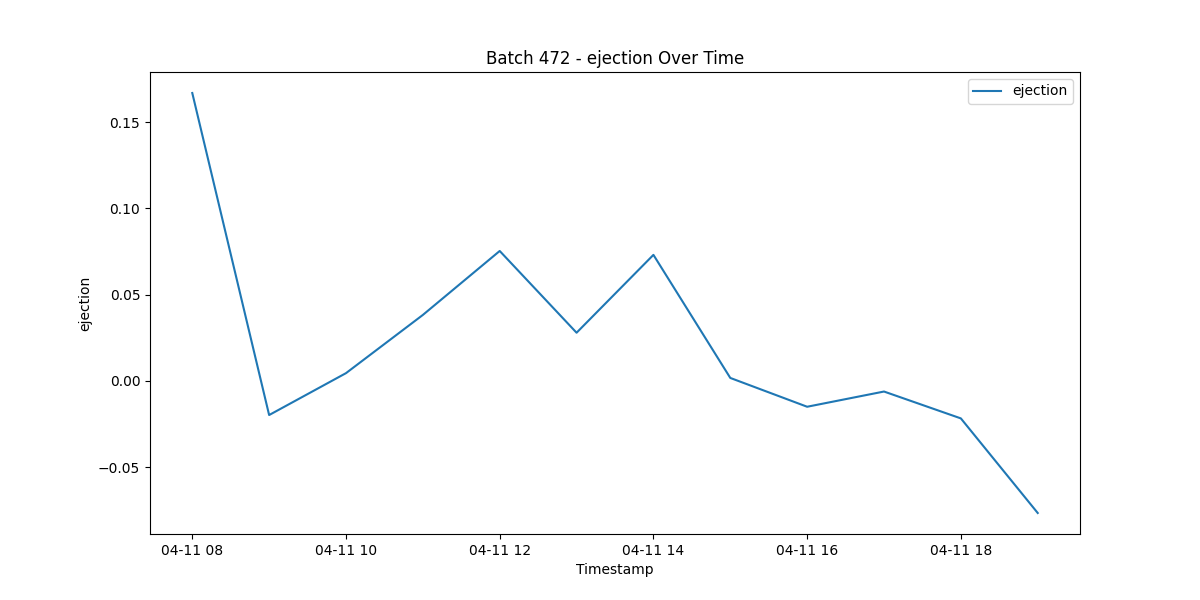 Batch 472 - ejection Over Time
ejection
0.15
0.10
0.05
0.00
−0.05
ejection
04-11 08
04-11 10
04-11 12
04-11 14
04-11 16
04-11 18
Timestamp